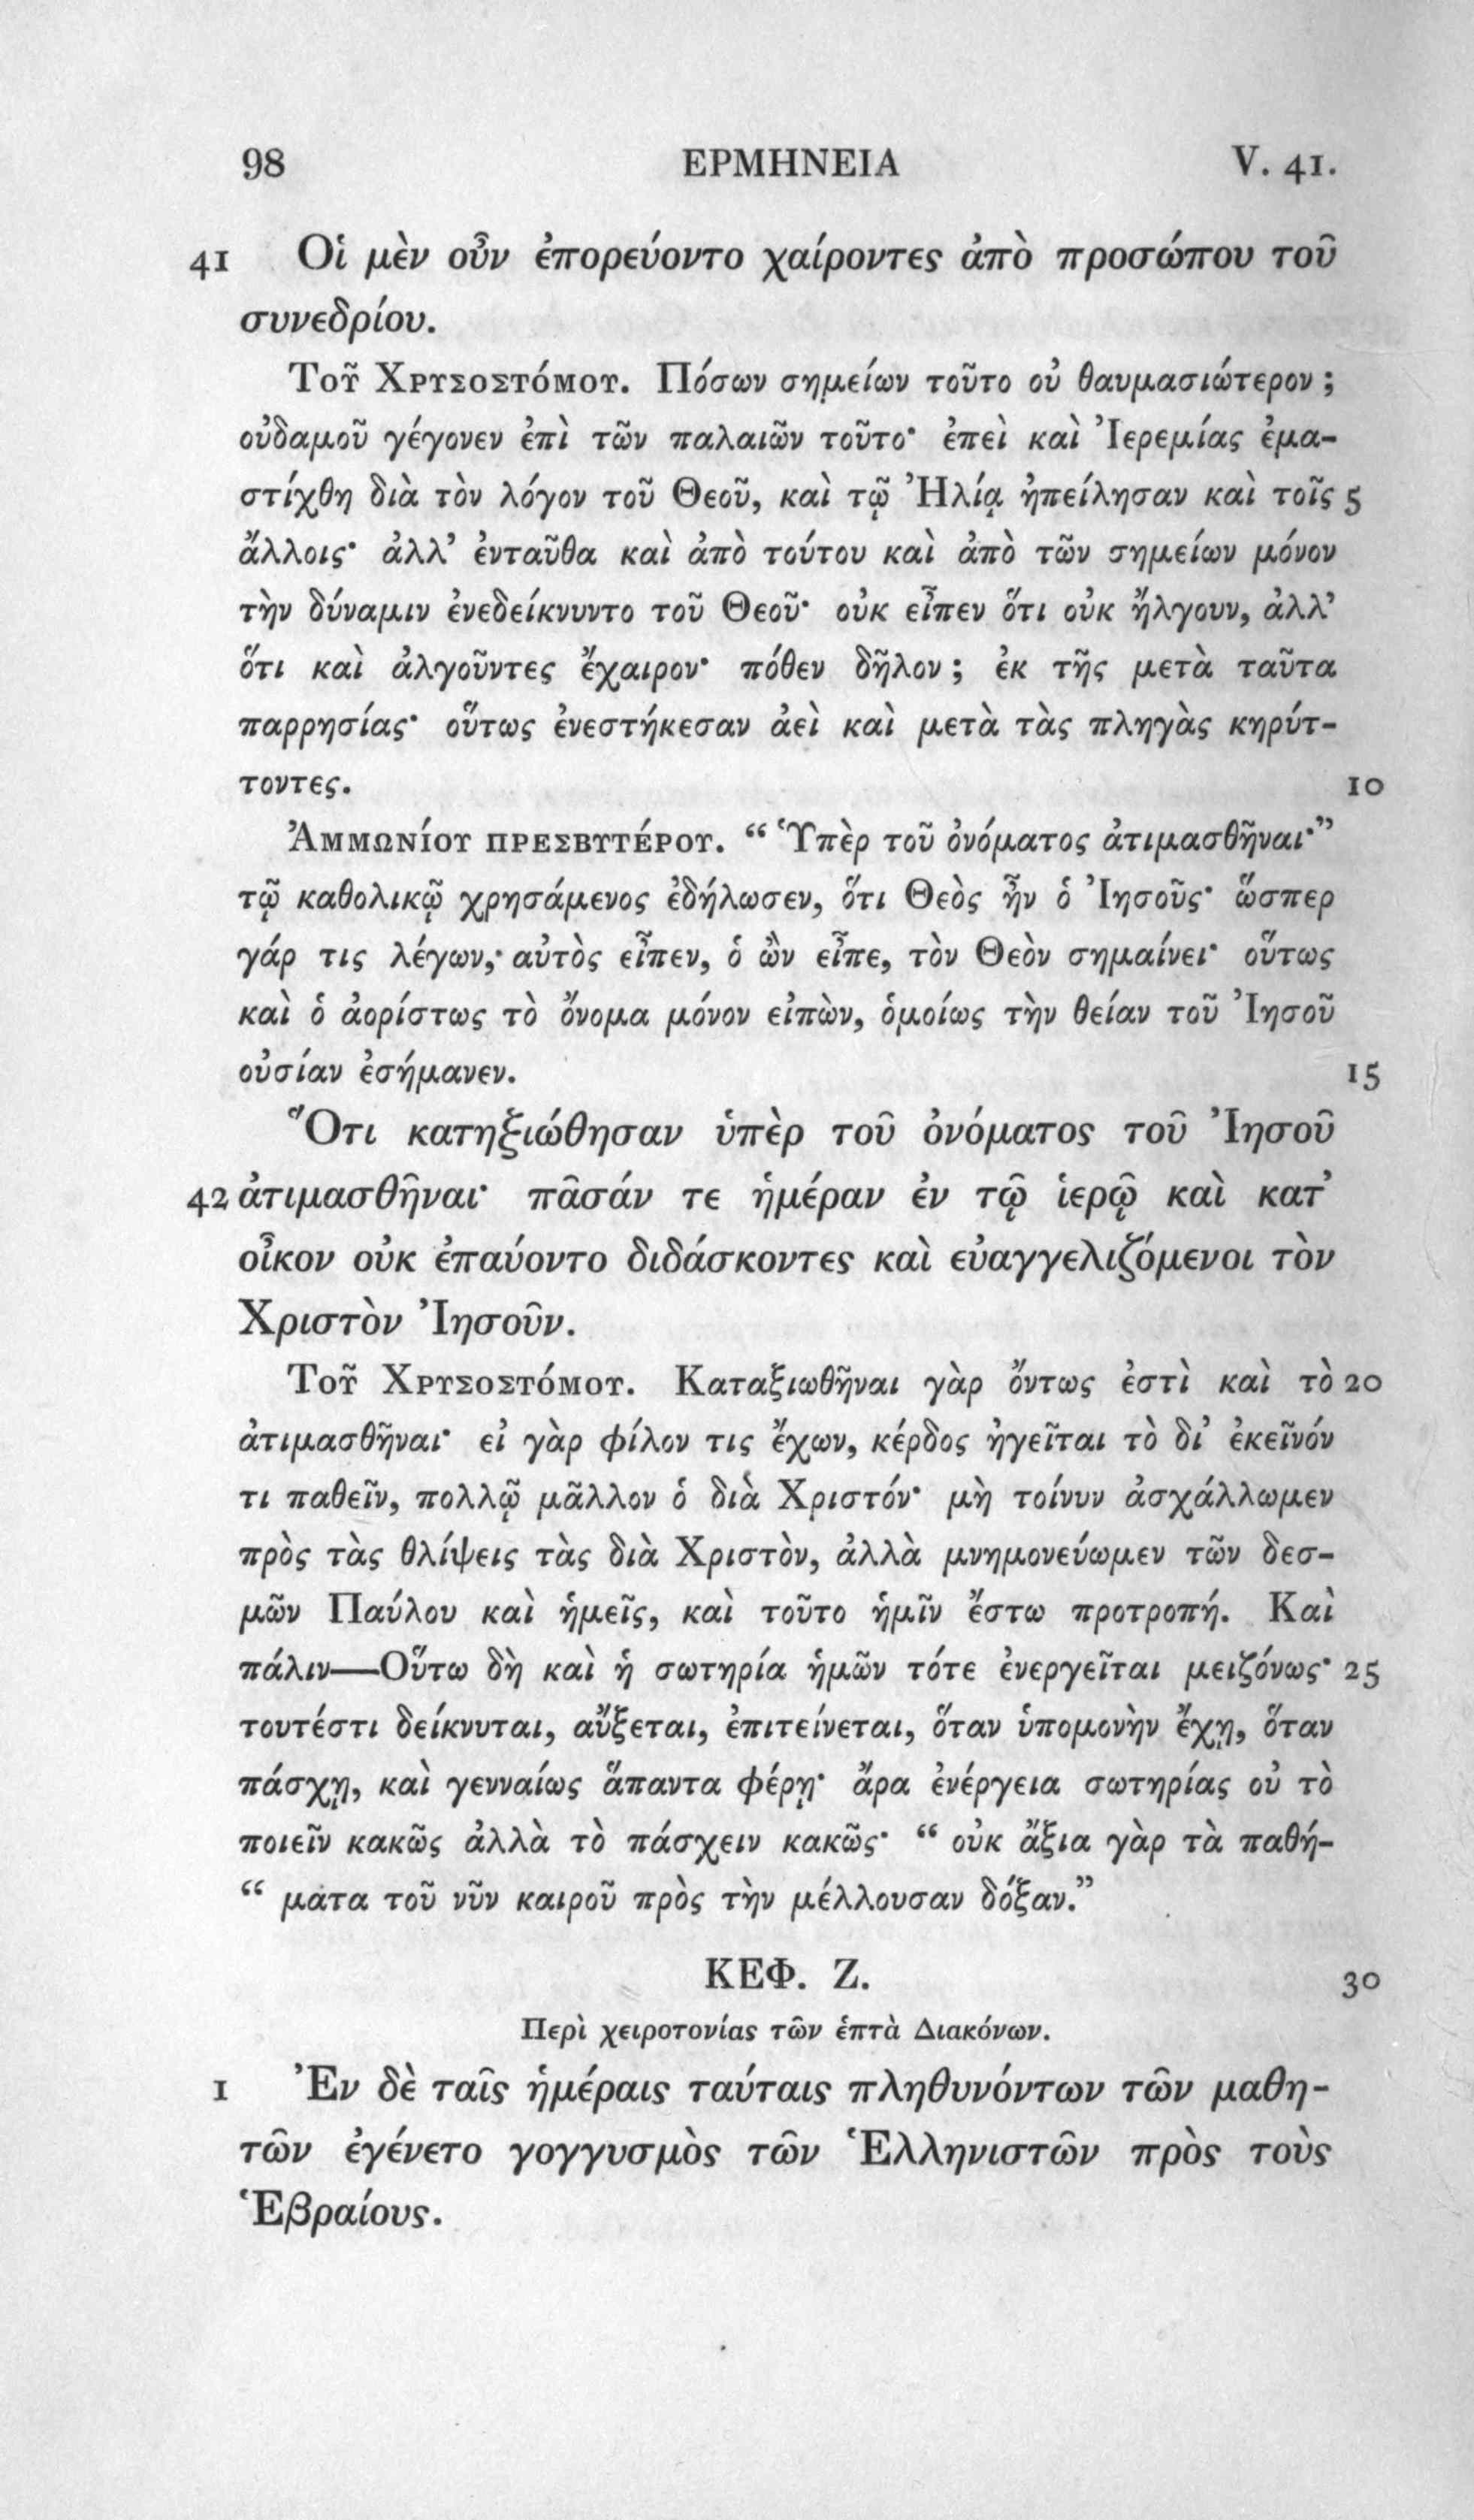 98 ΕΡΜΗΝΕΙΑ V. 41.
41 Οἱ μὲν οὖν ἐπορεύοντο χαίροντες ἀπὸ προσώπου τοῦ
συνεδρίου.
Τοῦ Χρυσοστόμου. Πόσων σημείων τοῦτο οὐ θαυμασιώτερον ;
οὐδαμοῦ γέγονεν ἐπὶ τῶν παλαιῶν τοῦτο· ἐπεὶ καὶ Ἰερεμίας ἐμα-
στίχθη διὰ τὸν λόγον τοῦ Θεοῦ, καὶ τῷ Ἠλίᾳ ἠπείλησαν καὶ τοῖς 5
ἄλλοις· ἀλλ’ ἐνταῦθα καὶ ἀπὸ τούτου καὶ ἀπὸ τῶν σημείων μόνον
τὴν δύναμιν ἐνεδείκνυντο τοῦ Θεοῦ· οὐκ εἶπεν ὅτι οὐκ ἤλγουν, ἀλλ’
ὅτι καὶ ἀλγοῦντες ἔχαιρον· πόθεν δῆλον ; ἐκ τῆς μετὰ ταῦτα
παρρησίας· οὕτως ἐνεστήκεσαν ἀεὶ καὶ μετὰ τὰς πληγὰς κηρύτ-
τοντες. 10
Ἀμμωνίου πρεσβυτέρου. “ Ὑπὲρ τοῦ ὀνόματος ἀτιμασθῆναι·”
τῷ καθολικῷ χρησάμενος ἐδήλωσεν, ὅτι Θεὸς ἦν ὁ Ἰησοῦς· ὥσπερ
γάρ τις λέγων, αὐτὸς εἶπεν, ὁ ὢν εἶπε, τὸν Θεὸν σημαίνει· οὕτως
καὶ ὁ ἀορίστως τὸ ὄνομα μόνον εἰπὼν, ὁμοίως τὴν θείαν τοῦ Ἰησοῦ
οὐσίαν ἐσήμανεν. 15
Ὅτι κατηξιώθησαν ὑπὲρ τοῦ ὀνόματος τοῦ Ἰησοῦ
42 ἀτιμασθῆναι· πᾶσάν τε ἡμέραν ἐν τῷ ἱερῷ καὶ κατ’
οἶκον οὐκ ἐπαύοντο διδάσκοντες καὶ εὐαγγελιζόμενοι τὸν
Χριστὸν Ἰησοῦν.
Τοῦ Χρυσοστόμου. Καταξιωθῆναι γὰρ ὄντως ἐστὶ καὶ τὸ 20
ἀτιμασθῆναι· εἰ γὰρ φίλον τις ἔχων, κέρδος ἡγεῖται τὸ δι’ ἐκεῖνόν
τι παθεῖν, πολλῷ μᾶλλον ὁ διὰ Χριστόν· μὴ τοίνυν ἀσχάλλωμεν
πρὸς τὰς θλίψεις τὰς διὰ Χριστὸν, ἀλλὰ μνημονεύωμεν τῶν δεσ-
μῶν Παύλου καὶ ἡμεῖς, καὶ τοῦτο ἡμῖν ἔστω προτροπή. Καὶ
πάλιν—Οὕτω δὴ καὶ ἡ σωτηρία ἡμῶν τότε ἐνεργεῖται μειζόνως· 25
τουτέστι δείκνυται, αὔξεται, ἐπιτείνεται, ὅταν ὑπομονὴν ἔχῃ, ὅταν
πάσχῃ, καὶ γενναίως ἅπαντα φέρῃ· ἄρα ἐνέργεια σωτηρίας οὐ τὸ
ποιεῖν κακῶς ἀλλὰ τὸ πάσχειν κακῶς· “ οὐκ ἄξια γὰρ τὰ παθή-
“ ματα τοῦ νῦν καιροῦ πρὸς τὴν μέλλουσαν δόξαν.”
ΚΕΦ. Ζ. 30
Περὶ χειροτονίας τῶν ἑπτὰ Διακόνων.
1 Ἐν δὲ ταῖς ἡμέραις ταύταις πληθυνόντων τῶν μαθη-
τῶν ἐγένετο γογγυσμὸς τῶν Ἑλληνιστῶν πρὸς τοὺς
Ἑβραίους.